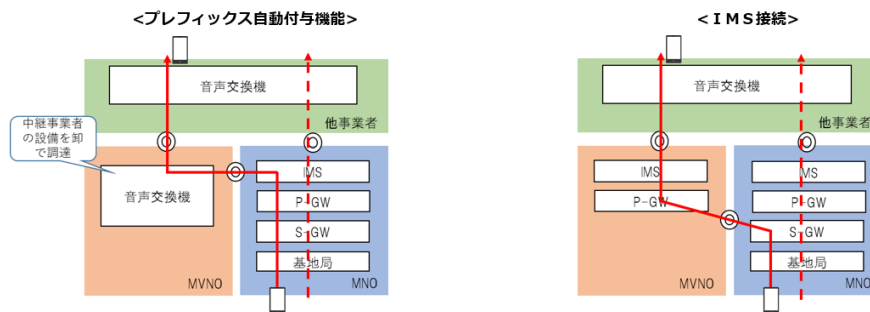 <プレフィックス自動付与機能>
音声交換機
他事業者
中継事業者
の設備を卸
で調達
音声交換機
IMS
P-GW
S-GW
基地局
MVNO
MNO
<ＩＭＳ接続>
音声交換機
他事業者
IMS
P-GW
IMS
P-GW
S-GW
基地局
MVNO
MNO